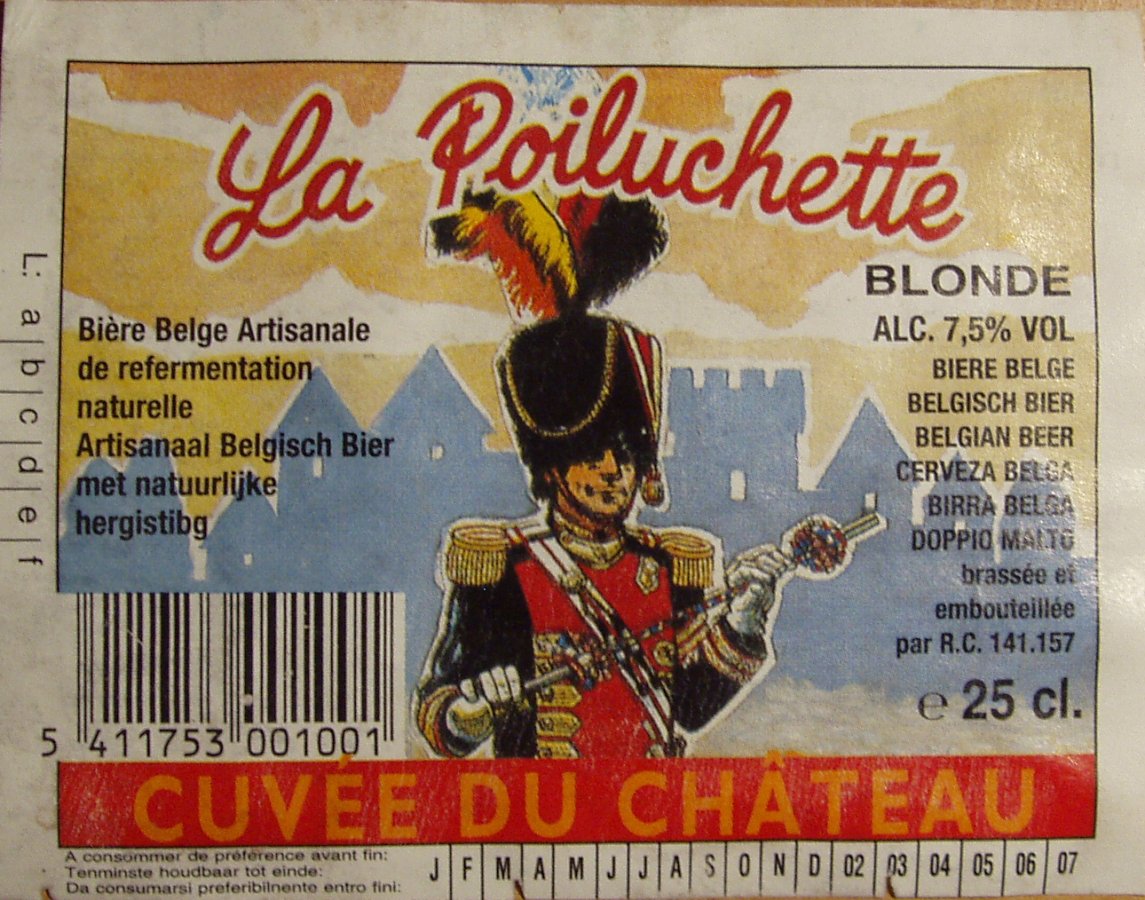 La Poiluchette
BLONDE
ALC. 7,5% VOL
BIERE BELGE
BELGISCH BIER
BELGIAN BEER
CERVEZA BELGA
BIRRA BELGA
DOPPIO MALTO
brassée et
embouteillée
par R.C. 141.157
e 25 cl.
Bière Belge Artisanale
de refermentation
naturelle
Artisanaal Belgisch Bier
met natuurlijke
hergistibg
L: a b c d e f
5 411753 001001
CUVÉE DU CHÂTEAU
A consommer de préférence avant fin:
Tenminste houdbaar tot einde:
Da consumarsi preferibilnente entro fini:
J F M A M J J A S O N D 02 03 04 05 06 07